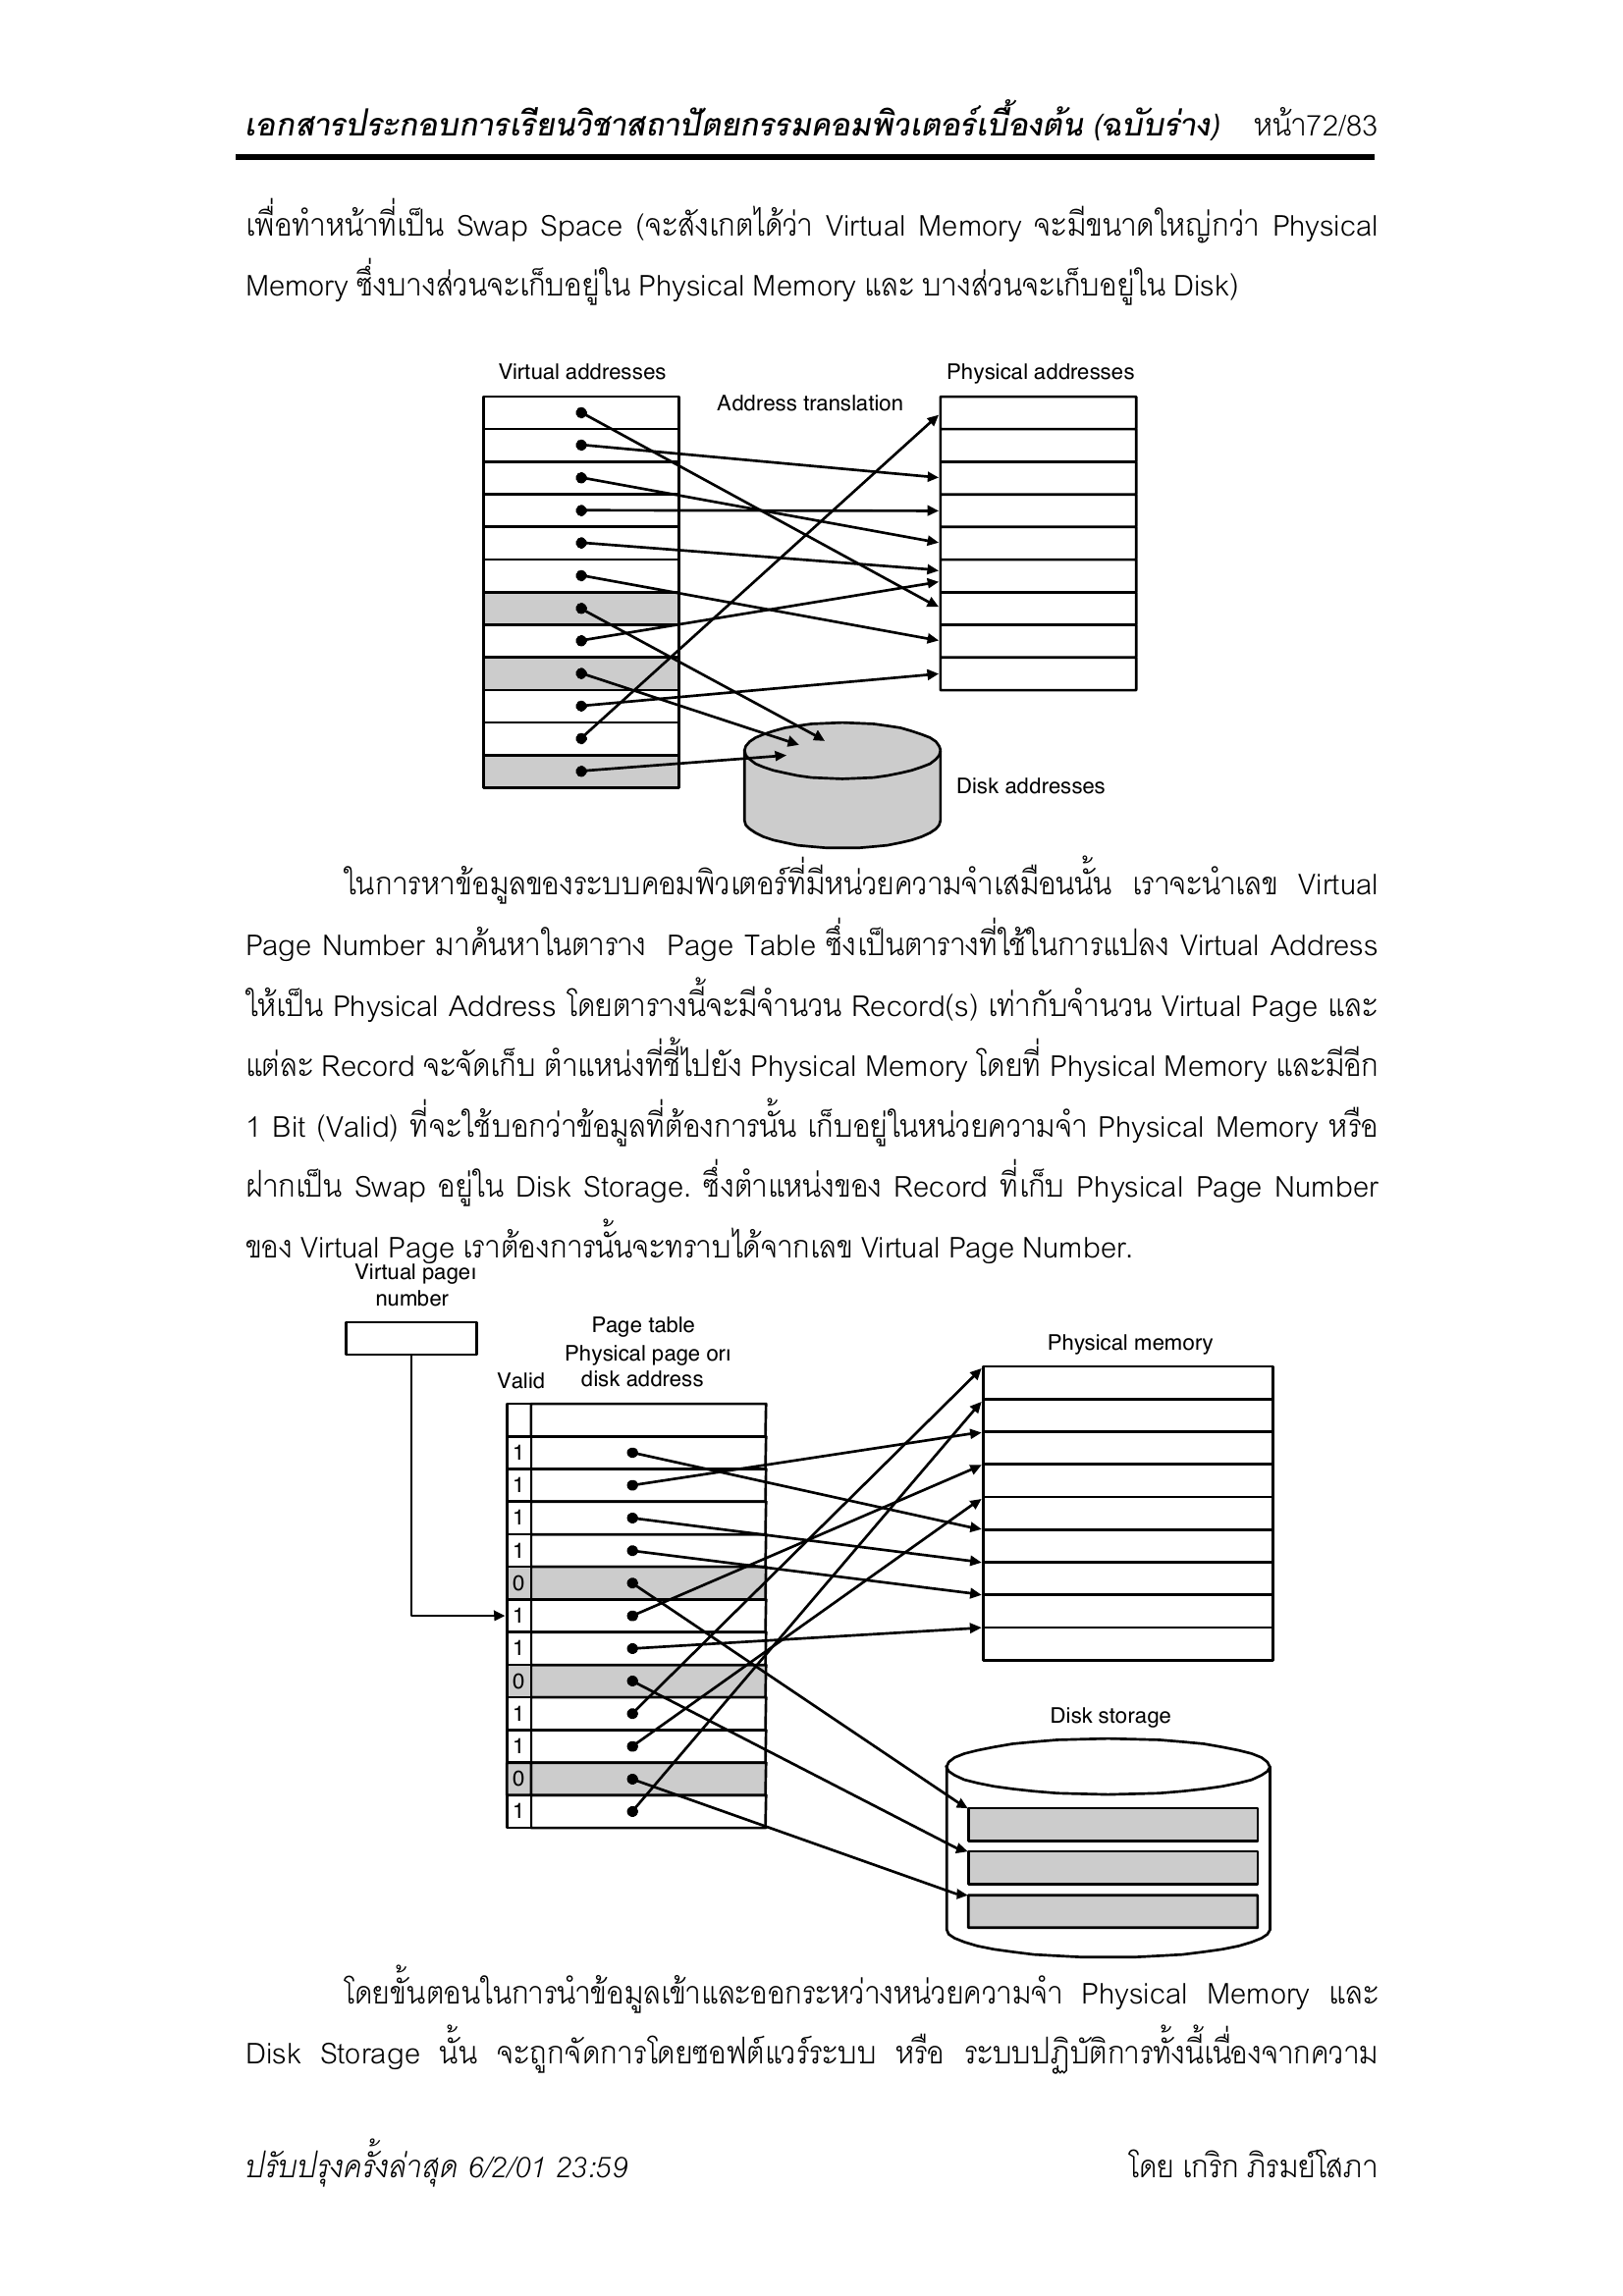 เอกสารประกอบการเรียนวิชาสถาปัตยกรรมคอมพิวเตอร์เบื้องต้น (ฉบับร่าง) หน้า72/83
เพื่อทำหน้าที่เป็น Swap Space (จะสังเกตได้ว่า Virtual Memory จะมีขนาดใหญ่กว่า Physical
Memory ซึ่งบางส่วนจะเก็บอยู่ใน Physical Memory และ บางส่วนจะเก็บอยู่ใน Disk)
Virtual addresses
Physical addresses
Address translation
Disk addresses
ในการหาข้อมูลของระบบคอมพิวเตอร์ที่มีหน่วยความจำเสมือนนั้น เราจะนำเลข Virtual
Page Number มาค้นหาในตาราง Page Table ซึ่งเป็นตารางที่ใช้ในการแปลง Virtual Address
ให้เป็น Physical Address โดยตารางนี้จะมีจำนวน Record(s) เท่ากับจำนวน Virtual Page และ
แต่ละ Record จะจัดเก็บ ตำแหน่งที่ชี้ไปยัง Physical Memory โดยที่ Physical Memory และมีอีก
1 Bit (Valid) ที่จะใช้บอกว่าข้อมูลที่ต้องการนั้น เก็บอยู่ในหน่วยความจำ Physical Memory หรือ
ฝากเป็น Swap อยู่ใน Disk Storage. ซึ่งตำแหน่งของ Record ที่เก็บ Physical Page Number
ของ Virtual Page เราต้องการนั้นจะทราบได้จากเลข Virtual Page Number.
Virtual page
number
Page table
Physical page or
disk address
Valid
Physical memory
1
1
1
1
0
1
1
0
1
1
0
1
Disk storage
โดยขั้นตอนในการนำข้อมูลเข้าและออกระหว่างหน่วยความจำ Physical Memory และ
Disk Storage นั้น จะถูกจัดการโดยซอฟต์แวร์ระบบ หรือ ระบบปฏิบัติการทั้งนี้เนื่องจากความ
ปรับปรุงครั้งล่าสุด 6/2/01 23:59
โดย เกริก ภิรมย์โสภา